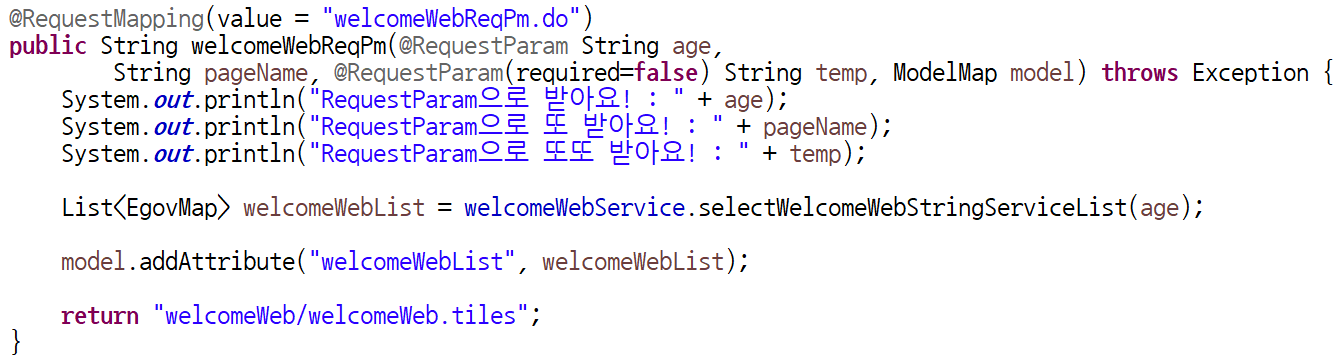 @RequestMapping(value = "welcomeWebReqPm.do")
public String welcomeWebReqPm(@RequestParam String age,
        String pageName, @RequestParam(required=false) String temp, ModelMap model) throws Exception {
    System.out.println("RequestParam으로 받아요! : " + age);
    System.out.println("RequestParam으로 또 받아요! : " + pageName);
    System.out.println("RequestParam으로 또또 받아요! : " + temp);

    List<EgovMap> welcomeWebList = welcomeWebService.selectWelcomeWebStringServiceList(age);

    model.addAttribute("welcomeWebList", welcomeWebList);

    return "welcomeWeb/welcomeWeb.tiles";
}